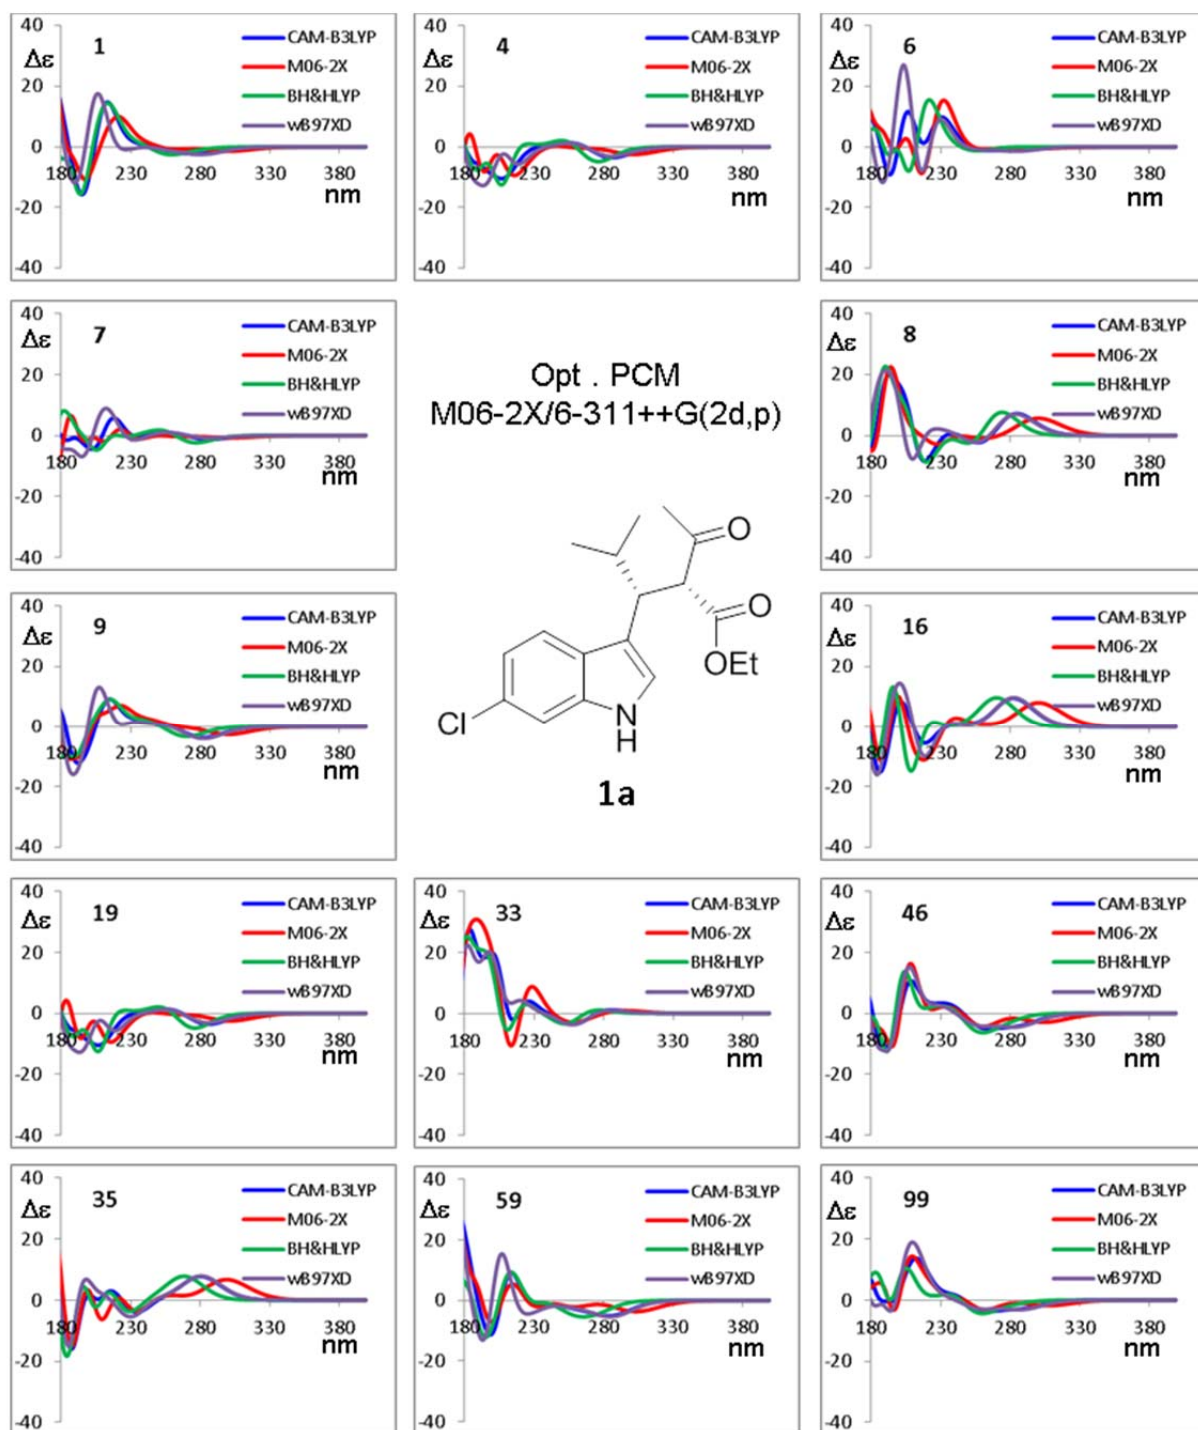 40
Δε
1
CAM-B3LYP
20
M06-2X
BH&HLYP
wB97XD
0
180 230 280 330 380
nm
-20
-40
40
Δε
4
CAM-B3LYP
20
M06-2X
BH&HLYP
wB97XD
0
180 230 280 330 380
nm
-20
-40
40
Δε
6
CAM-B3LYP
20
M06-2X
BH&HLYP
wB97XD
0
180 230 280 330 380
nm
-20
-40
40
Δε
7
CAM-B3LYP
20
M06-2X
BH&HLYP
wB97XD
0
180 230 280 330 380
nm
-20
-40
Opt . PCM
M06-2X/6-311++G(2d,p)
O
O
OEt
Cl
N
H
1a
40
Δε
8
CAM-B3LYP
20
M06-2X
BH&HLYP
wB97XD
0
180 230 280 330 380
nm
-20
-40
40
Δε
9
CAM-B3LYP
20
M06-2X
BH&HLYP
wB97XD
0
180 230 280 330 380
nm
-20
-40
40
Δε
16
CAM-B3LYP
20
M06-2X
BH&HLYP
wB97XD
0
180 230 280 330 380
nm
-20
-40
40
Δε
19
CAM-B3LYP
20
M06-2X
BH&HLYP
wB97XD
0
180 230 280 330 380
nm
-20
-40
40
Δε
33
CAM-B3LYP
20
M06-2X
BH&HLYP
wB97XD
0
180 230 280 330 380
nm
-20
-40
40
Δε
46
CAM-B3LYP
20
M06-2X
BH&HLYP
wB97XD
0
180 230 280 330 380
nm
-20
-40
40
Δε
35
CAM-B3LYP
20
M06-2X
BH&HLYP
wB97XD
0
180 230 280 330 380
nm
-20
-40
40
Δε
59
CAM-B3LYP
20
M06-2X
BH&HLYP
wB97XD
0
180 230 280 330 380
nm
-20
-40
40
Δε
99
CAM-B3LYP
20
M06-2X
BH&HLYP
wB97XD
0
180 230 280 330 380
nm
-20
-40